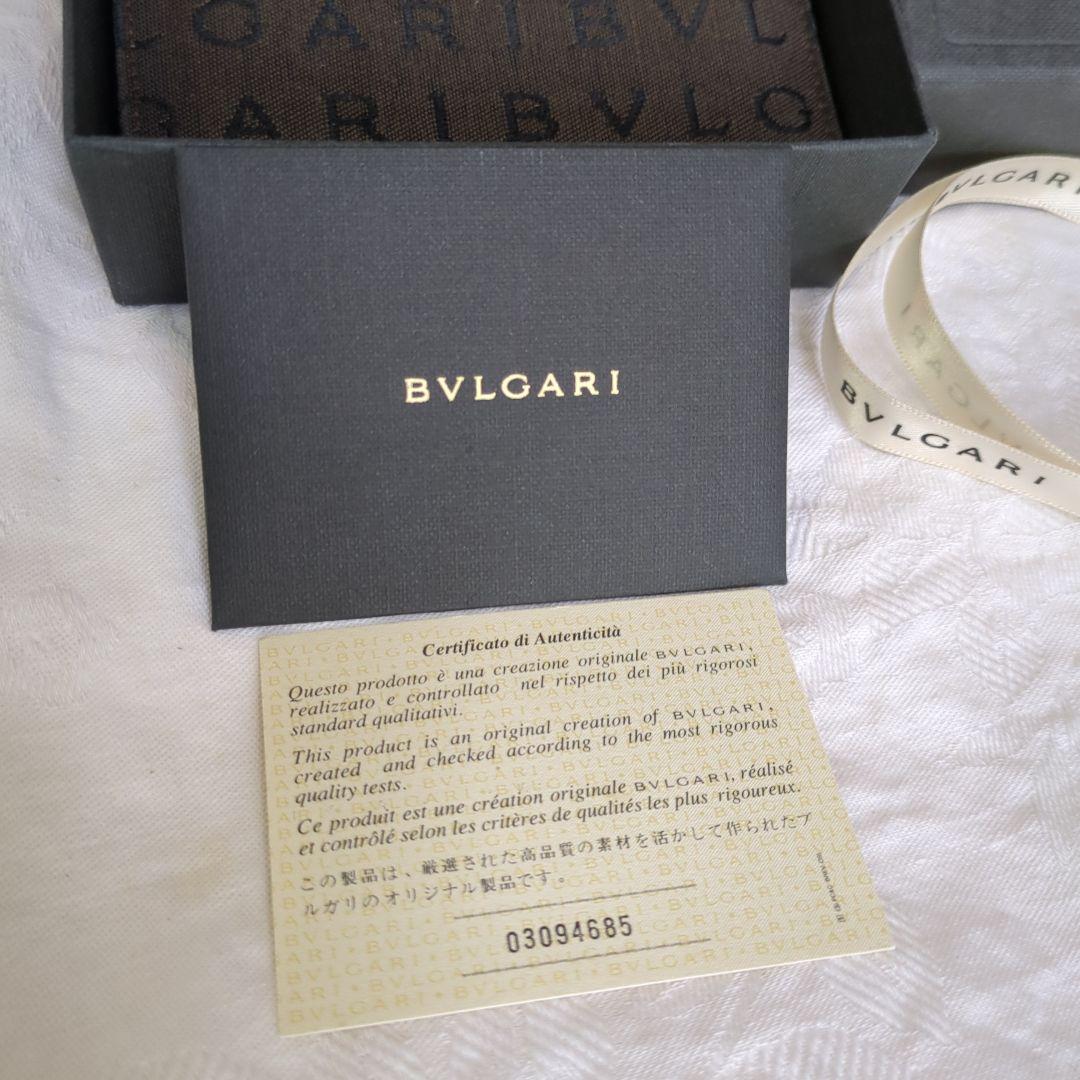 LGARIBVL
GARIBVLG
BVLGARI
BVLGARI
BVLGARI
Certificato di Autenticità
Questo prodotto è una creazione originale BVLGARI,
realizzato e controllato nel rispetto dei più rigorosi
standard qualitativi.
This product is an original creation of BVLGARI,
created and checked according to the most rigorous
quality tests.
Ce produit est une création originale BVLGARI, réalisé
et contrôlé selon les critères de qualités les plus rigoureux.
この製品は、厳選された高品質の素材を活かして作られたブ
ルガリのオリジナル製品です。
03094685